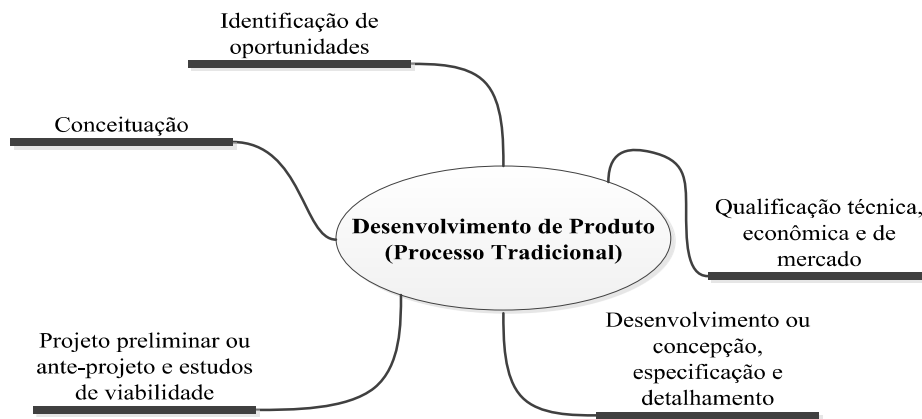 Identificação de
oportunidades
Conceituação
Desenvolvimento de Produto
(Processo Tradicional)
Qualificação técnica,
econômica e de
mercado
Projeto preliminar ou
ante-projeto e estudos
de viabilidade
Desenvolvimento ou
concepção,
especificação e
detalhamento